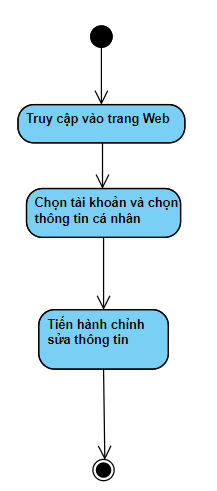 Truy cập vào trang Web
Chọn tài khoản và chọn
thông tin cá nhân
Tiến hành chỉnh
sửa thông tin